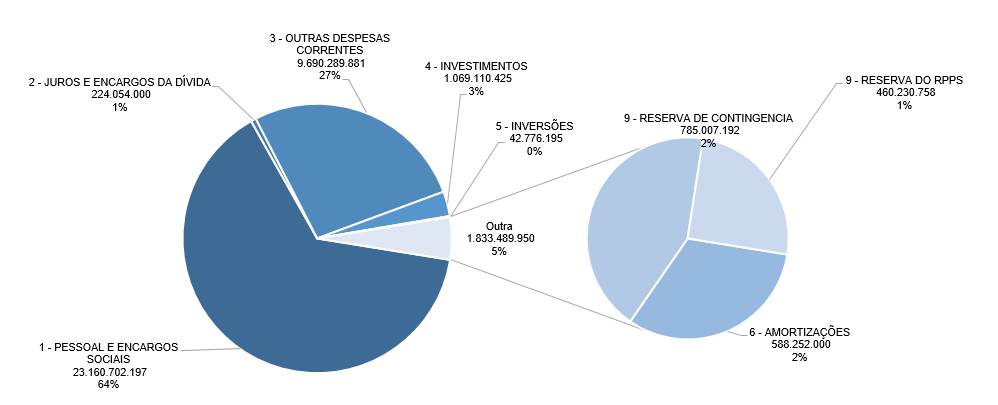 3 - OUTRAS DESPESAS
CORRENTES
9.690.289.881
27%
4 - INVESTIMENTOS
1.069.110.425
3%
2 - JUROS E ENCARGOS DA DÍVIDA
224.054.000
1%
9 - RESERVA DO RPPS
460.230.758
1%
5 - INVERSÕES
42.776.195
0%
9 - RESERVA DE CONTINGENCIA
785.007.192
2%
Outra
1.833.489.950
5%
6 - AMORTIZAÇÕES
588.252.000
2%
1 - PESSOAL E ENCARGOS
SOCIAIS
23.160.702.197
64%